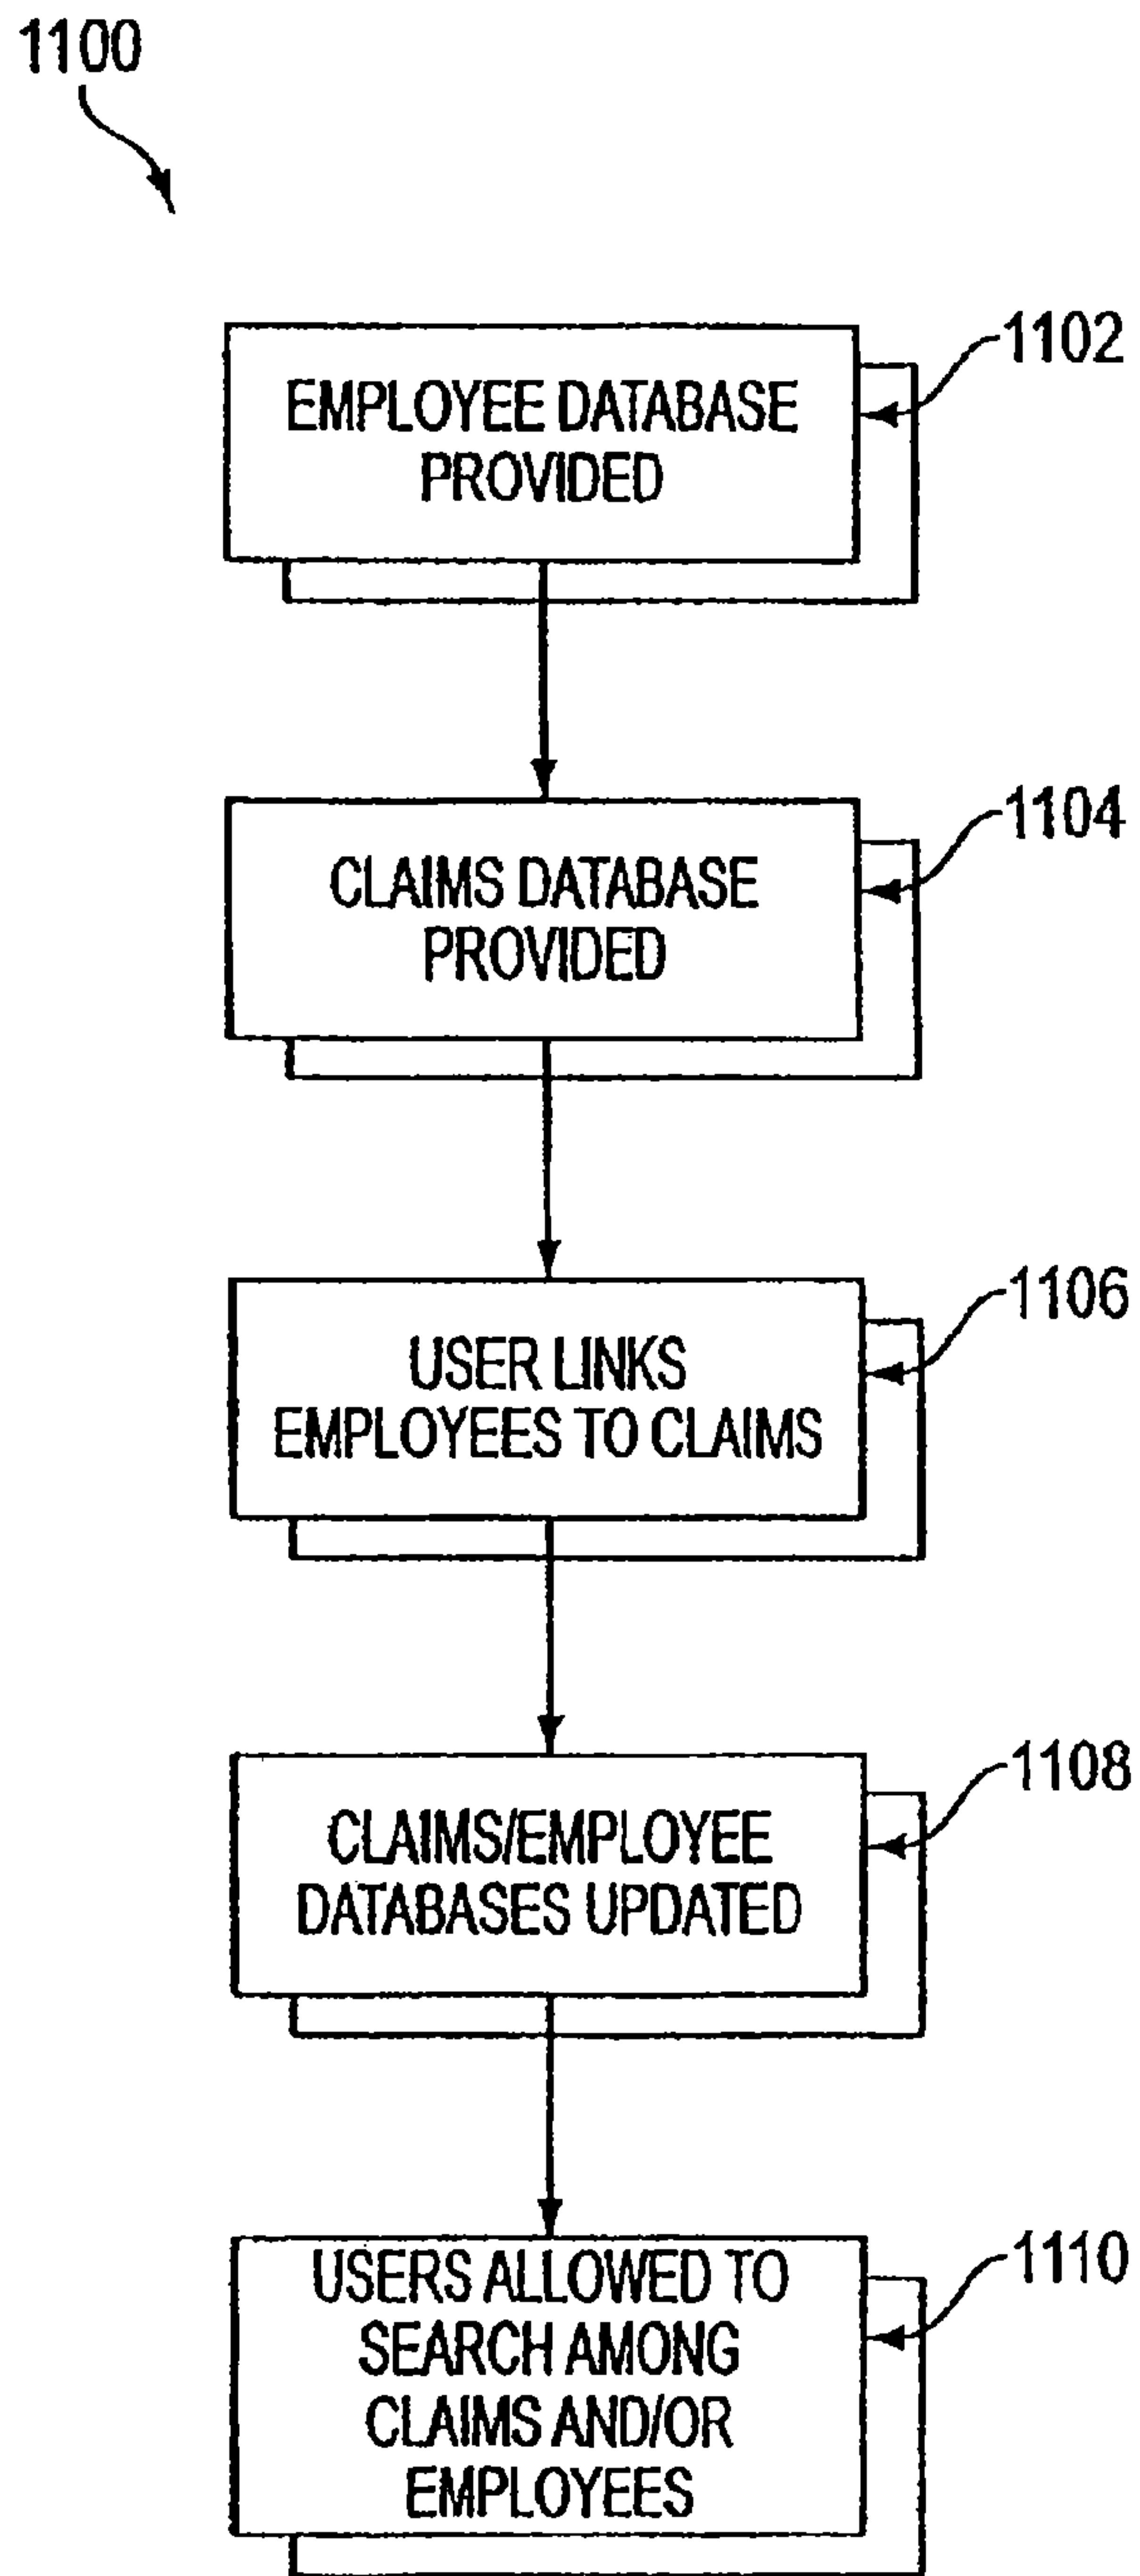 1100
1102
EMPLOYEE DATABASE
PROVIDED
1104
CLAIMS DATABASE
PROVIDED
1106
USER LINKS
EMPLOYEES TO CLAIMS
1108
CLAIMS/EMPLOYEE
DATABASES UPDATED
1110
USERS ALLOWED TO
SEARCH AMONG
CLAIMS AND/OR
EMPLOYEES